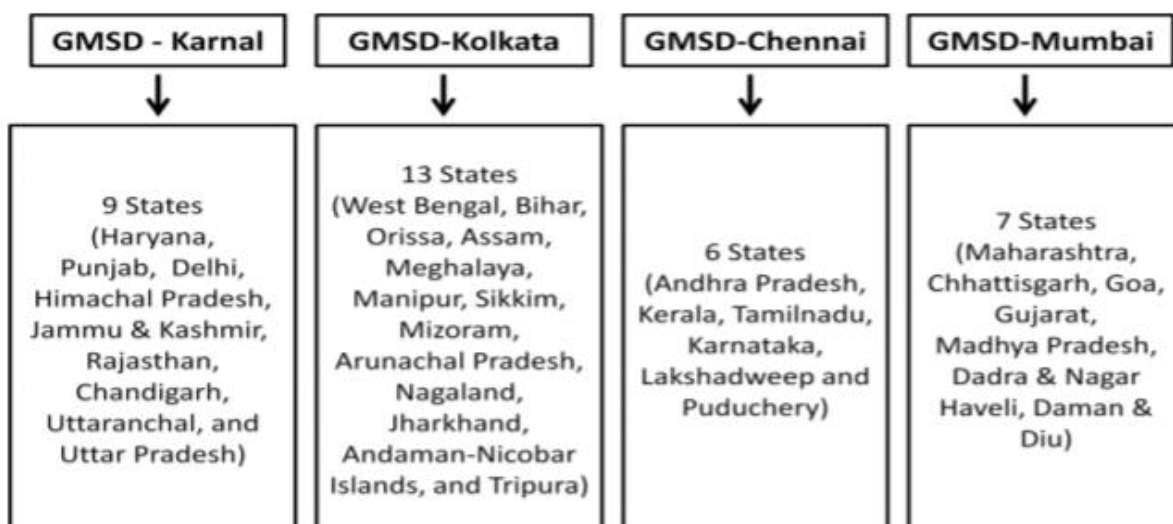 GMSD - Karnal
9 States
(Haryana,
Punjab, Delhi,
Himachal Pradesh,
Jammu & Kashmir,
Rajasthan,
Chandigarh,
Uttaranchal, and
Uttar Pradesh)
GMSD-Kolkata
13 States
(West Bengal, Bihar,
Orissa, Assam,
Meghalaya,
Manipur, Sikkim,
Mizoram,
Arunachal Pradesh,
Nagaland,
Jharkhand,
Andaman-Nicobar
Islands, and Tripura)
GMSD-Chennai
6 States
(Andhra Pradesh,
Kerala, Tamilnadu,
Karnataka,
Lakshadweep and
Puduchery)
GMSD-Mumbai
7 States
(Maharashtra,
Chhattisgarh, Goa,
Gujarat,
Madhya Pradesh,
Dadra & Nagar
Haveli, Daman &
Diu)